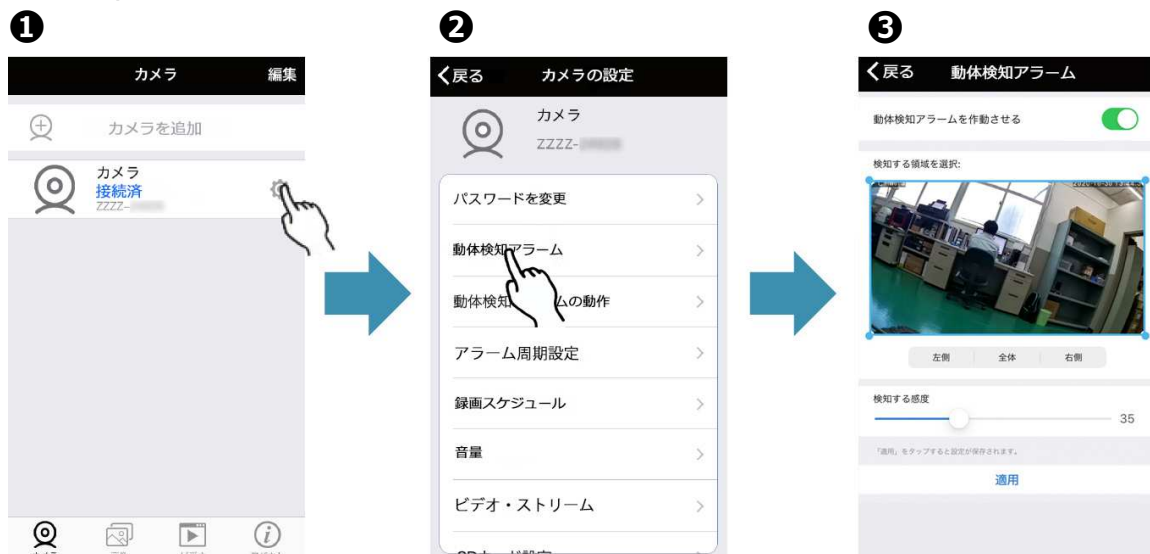 ❶
カメラ 編集
カメラを追加
カメラ
接続済
ZZZZ-
❷
戻る カメラの設定
カメラ
ZZZZ-
パスワードを変更
動体検知アラーム
動体検知 ムの動作
アラーム周期設定
録画スケジュール
音量
ビデオ・ストリーム
❸
戻る 動体検知アラーム
動体検知アラームを作動させる
検知する領域を選択:
左側 全体 右側
検知する感度
35
「適用」をタップすると設定が保存されます。
適用